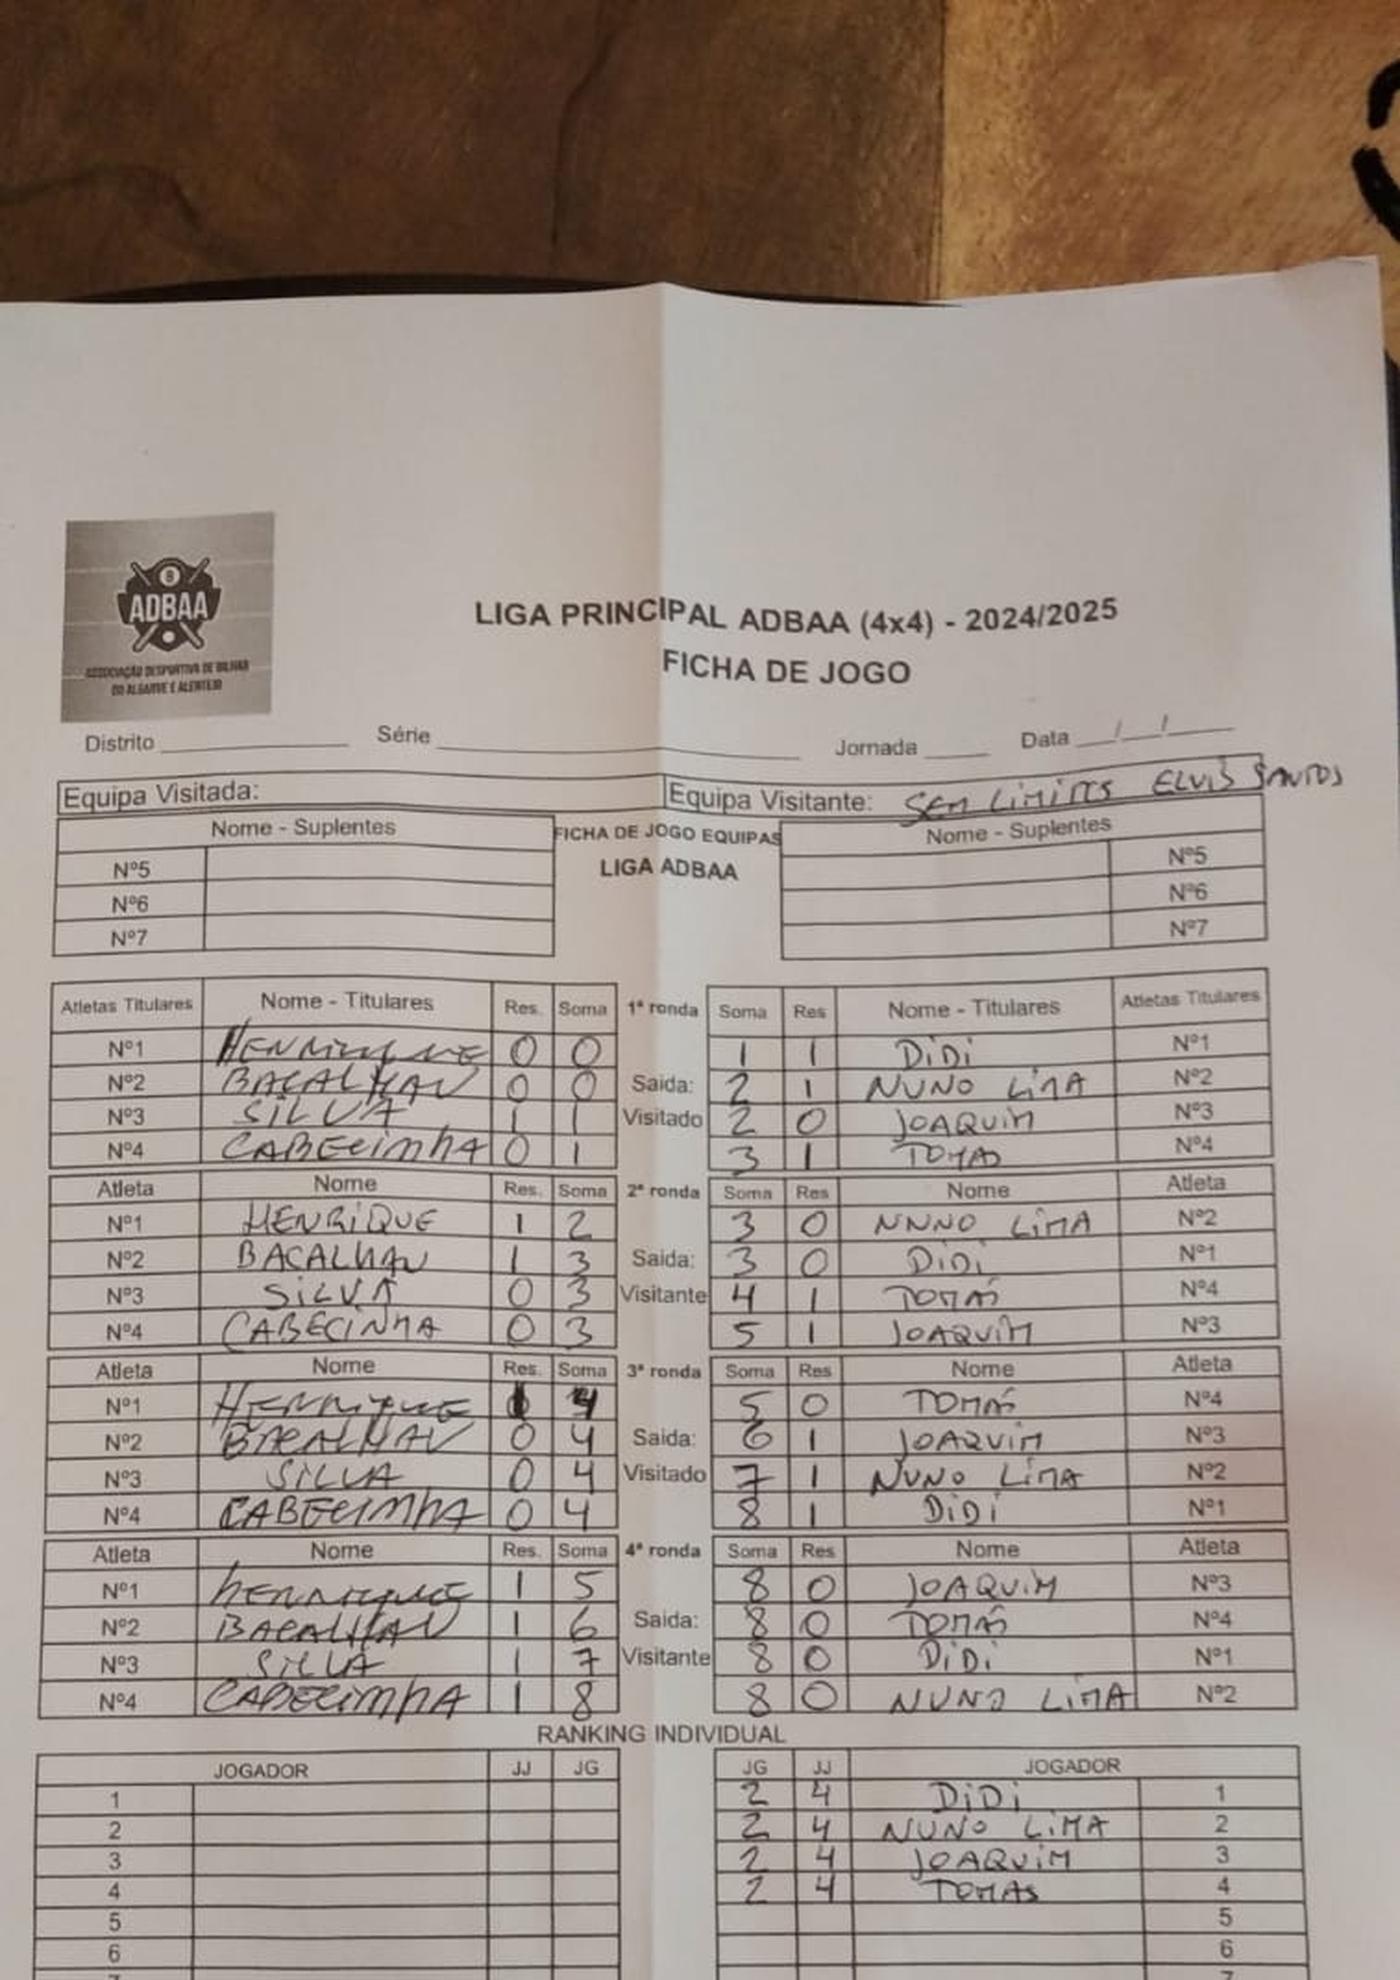 8
ADBAA
ASSOCIAÇÃO DESPORTIVA DE BILHAR
DO ALGARVE E ALENTEJO
LIGA PRINCIPAL ADBAA (4x4) - 2024/2025
FICHA DE JOGO
Distrito Série Jornada Data / /
Equipa Visitada: Equipa Visitante: SEM LIMITES ELVIS SANTOS
Nome - Suplentes FICHA DE JOGO EQUIPAS Nome - Suplentes
LIGA ADBAA
Nº5 Nº5
Nº6 Nº6
Nº7 Nº7
Atletas Titulares Nome - Titulares Res. Soma 1ª ronda Soma Res Nome - Titulares Atletas Titulares
Nº1 HENRIQUE 0 0 1 1 DIDI Nº1
Nº2 BACALHAU 0 0 Saida: 2 1 NUNO LIMA Nº2
Nº3 SILVA 1 1 Visitado 2 0 JOAQUIM Nº3
Nº4 CABECINHA 0 1 3 1 TOMAS Nº4
Atleta Nome Res. Soma 2ª ronda Soma Res Nome Atleta
Nº1 HENRIQUE 1 2 3 0 NNNO LIMA Nº2
Nº2 BACALHAU 1 3 Saida: 3 0 DIDI Nº1
Nº3 SILVA 0 3 Visitante 4 1 TOMÁS Nº4
Nº4 CABECINHA 0 3 5 1 JOAQUIM Nº3
Atleta Nome Res. Soma 3ª ronda Soma Res Nome Atleta
Nº1 HENRIQUE 1 4 5 0 TOMÁS Nº4
Nº2 BACALHAU 0 4 Saida: 6 1 JOAQUIM Nº3
Nº3 SILVA 0 4 Visitado 7 1 NUNO LIMA Nº2
Nº4 CABECINHA 0 4 8 1 DIDI Nº1
Atleta Nome Res. Soma 4ª ronda Soma Res Nome Atleta
Nº1 HENRIQUE 1 5 8 0 JOAQUIM Nº3
Nº2 BACALHAU 1 6 Saida: 8 0 TOMÁS Nº4
Nº3 SILVA 1 7 Visitante 8 0 DIDI Nº1
Nº4 CABECINHA 1 8 8 0 NUNO LIMA Nº2
RANKING INDIVIDUAL
JOGADOR JJ JG JG JJ JOGADOR
1 2 4 DIDI 1
2 2 4 NUNO LIMA 2
3 2 4 JOAQUIM 3
4 2 4 TOMAS 4
5 5
6 6
7 7